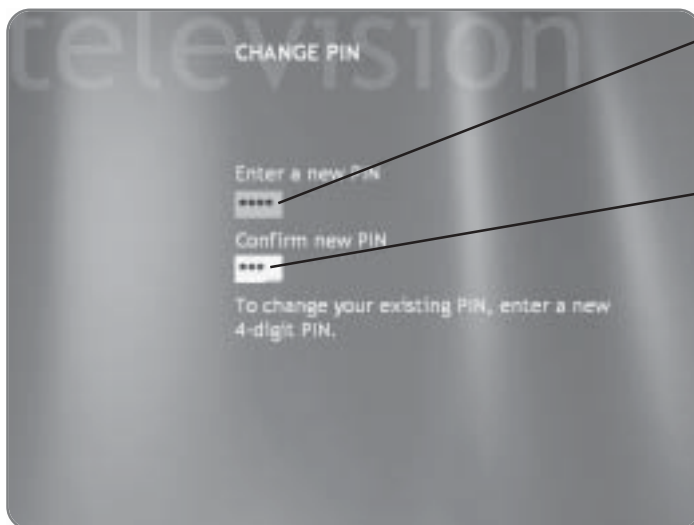 television
CHANGE PIN
Enter a new PIN
****
Confirm new PIN
***
To change your existing PIN, enter a new
4-digit PIN.